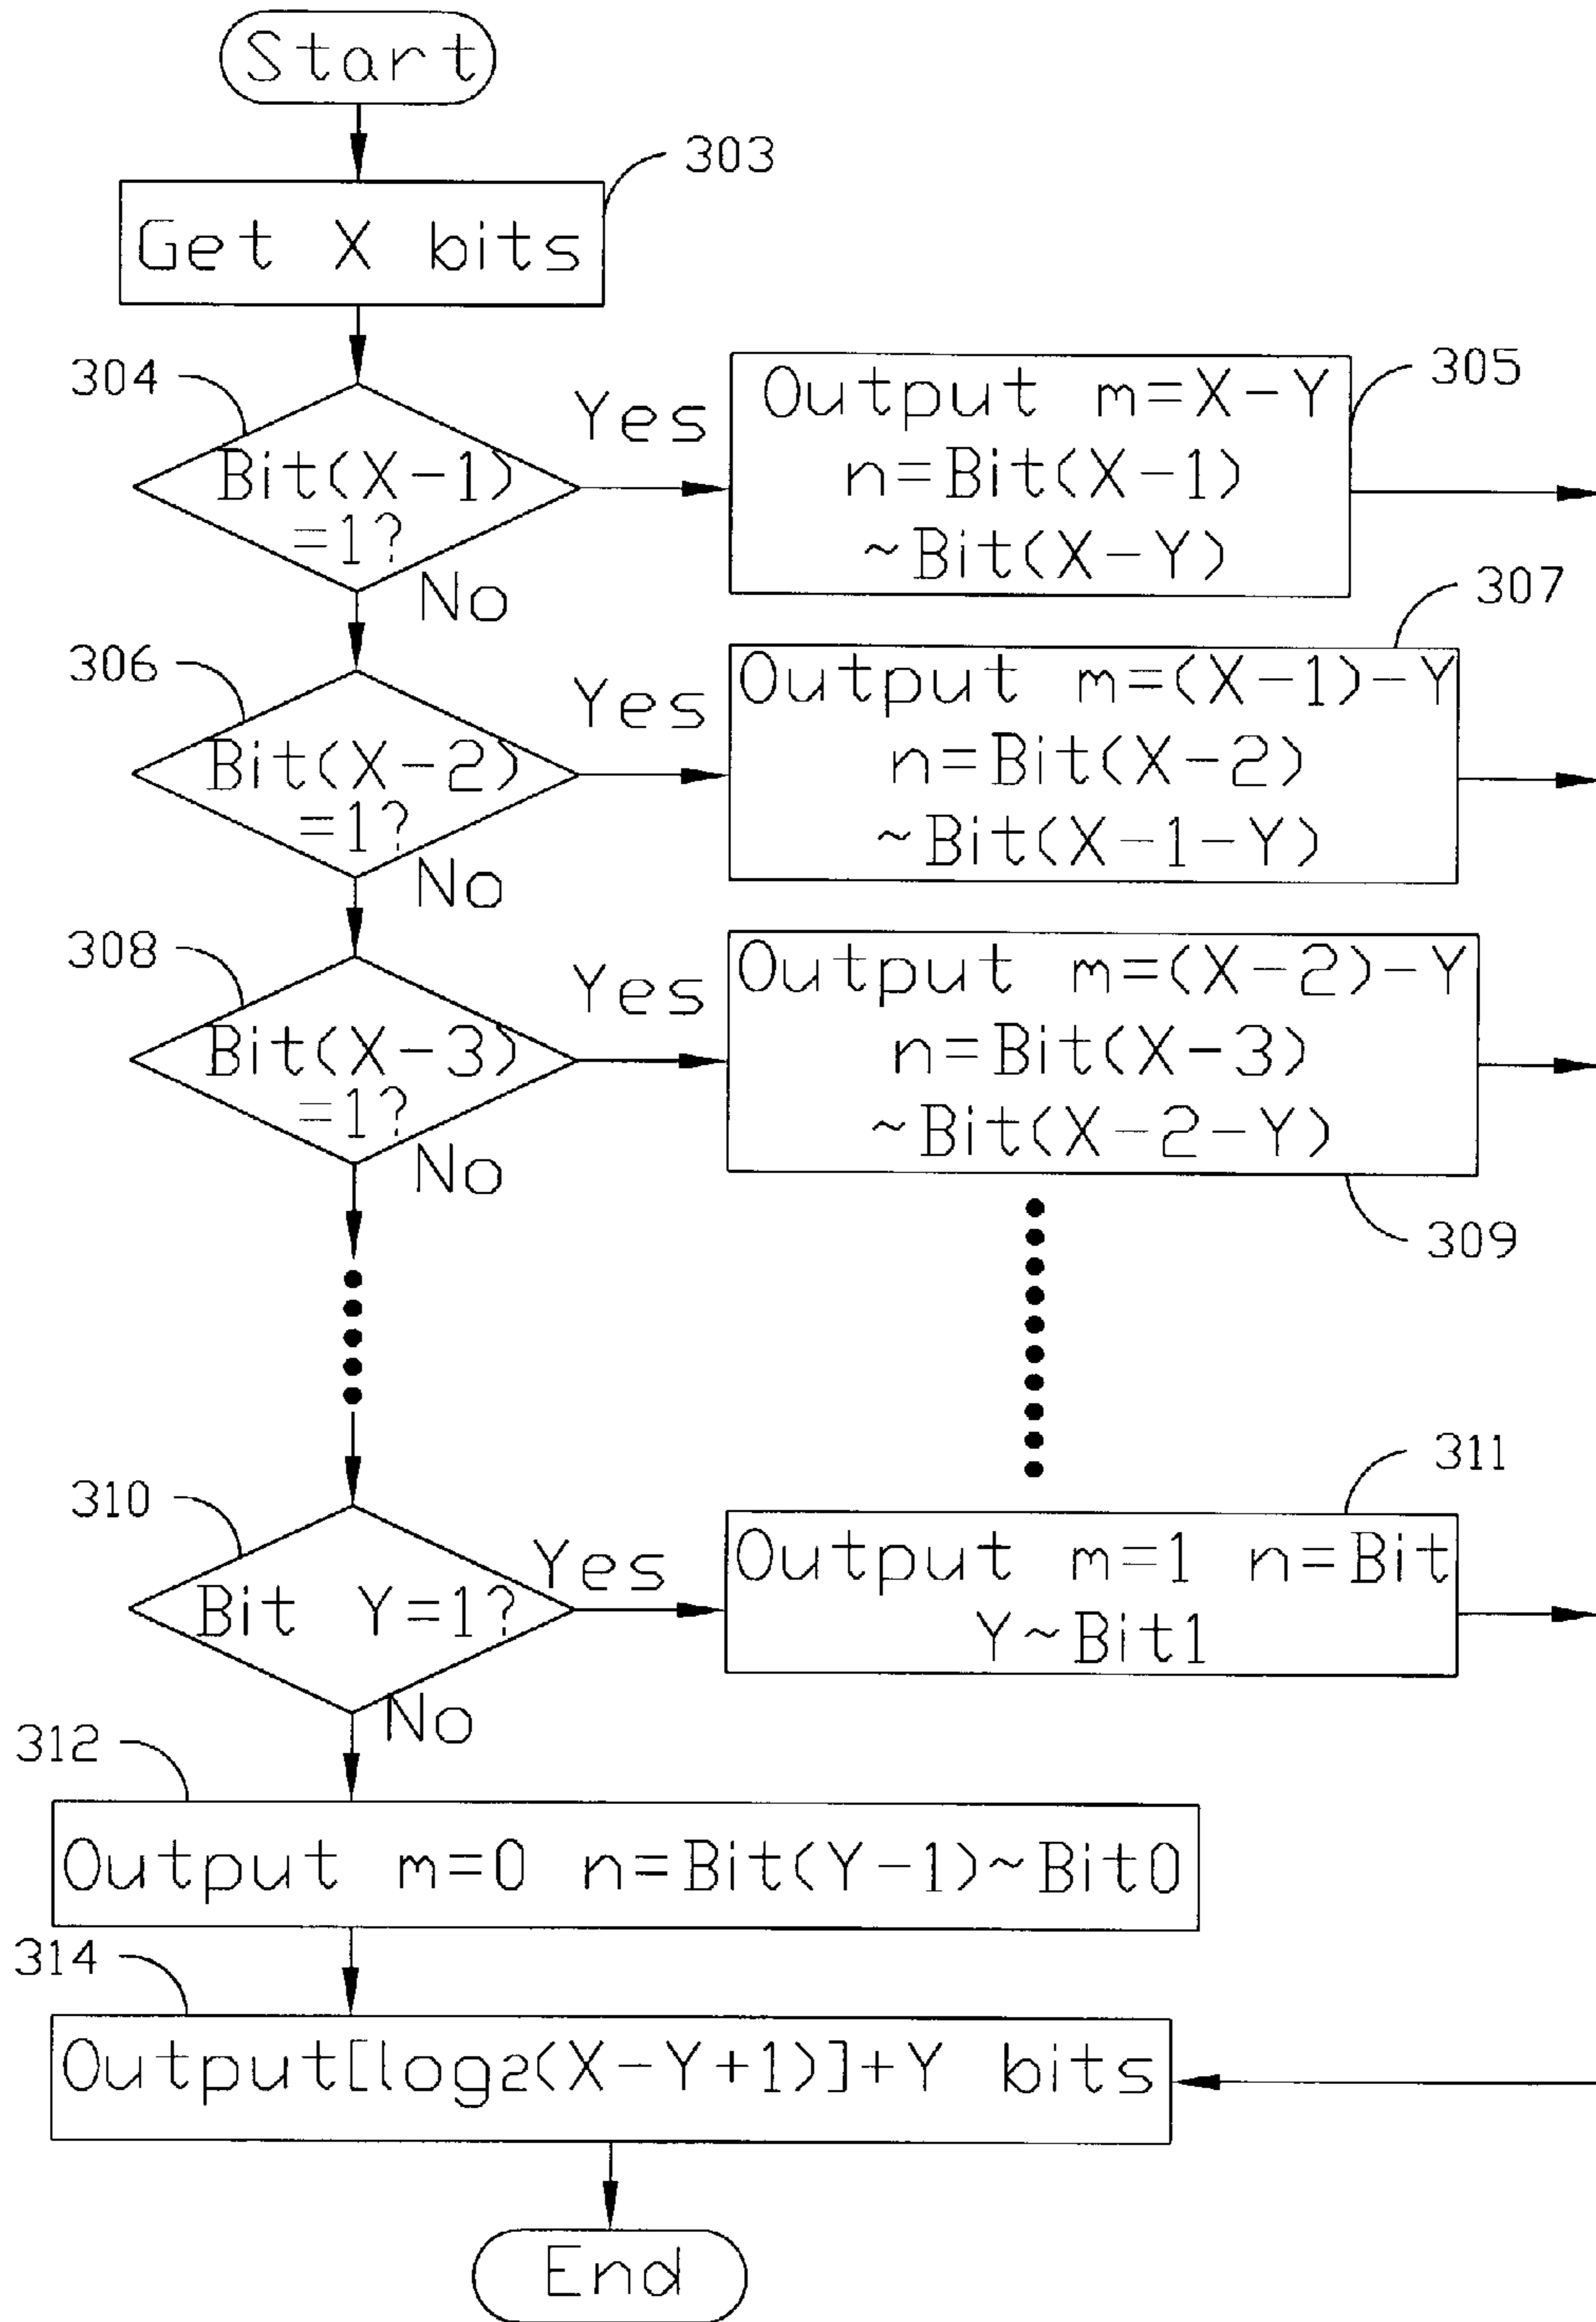 Start
303
Get X bits
304
Bit(X-1)
=1?
Yes
No
Output m=X-Y
n=Bit(X-1)
~Bit(X-Y)
305
306
Bit(X-2)
=1?
Yes
No
Output m=(X-1)-Y
n=Bit(X-2)
~Bit(X-1-Y)
307
308
Bit(X-3)
=1?
Yes
No
Output m=(X-2)-Y
n=Bit(X-3)
~Bit(X-2-Y)
309
310
Bit Y=1?
Yes
No
Output m=1 n=Bit
Y~Bit1
311
312
Output m=0 n=Bit(Y-1)~Bit0
314
Output[log2(X-Y+1)]+Y bits
End